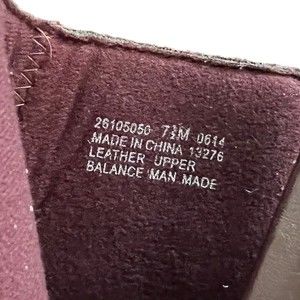 26105050 7½M 0614
MADE IN CHINA 13276
LEATHER UPPER
BALANCE MAN MADE